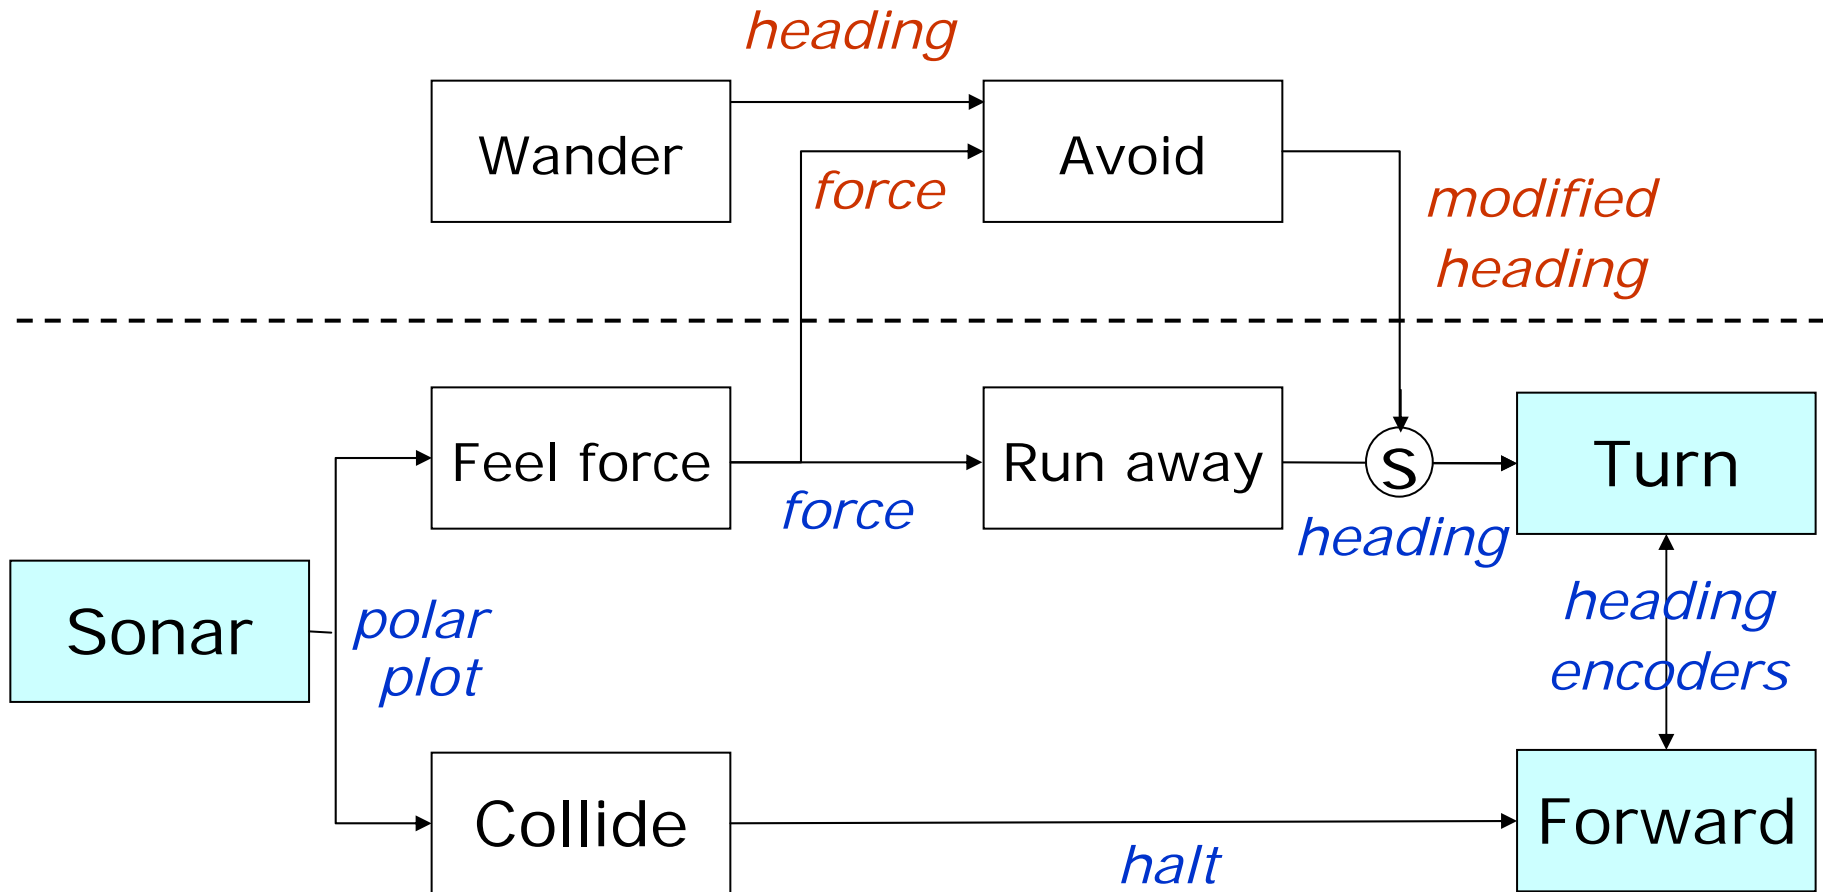 heading
Wander
Avoid
force
modified
heading
Feel force
Run away
S
Turn
force
heading
Sonar
polar
plot
heading
encoders
Collide
Forward
halt